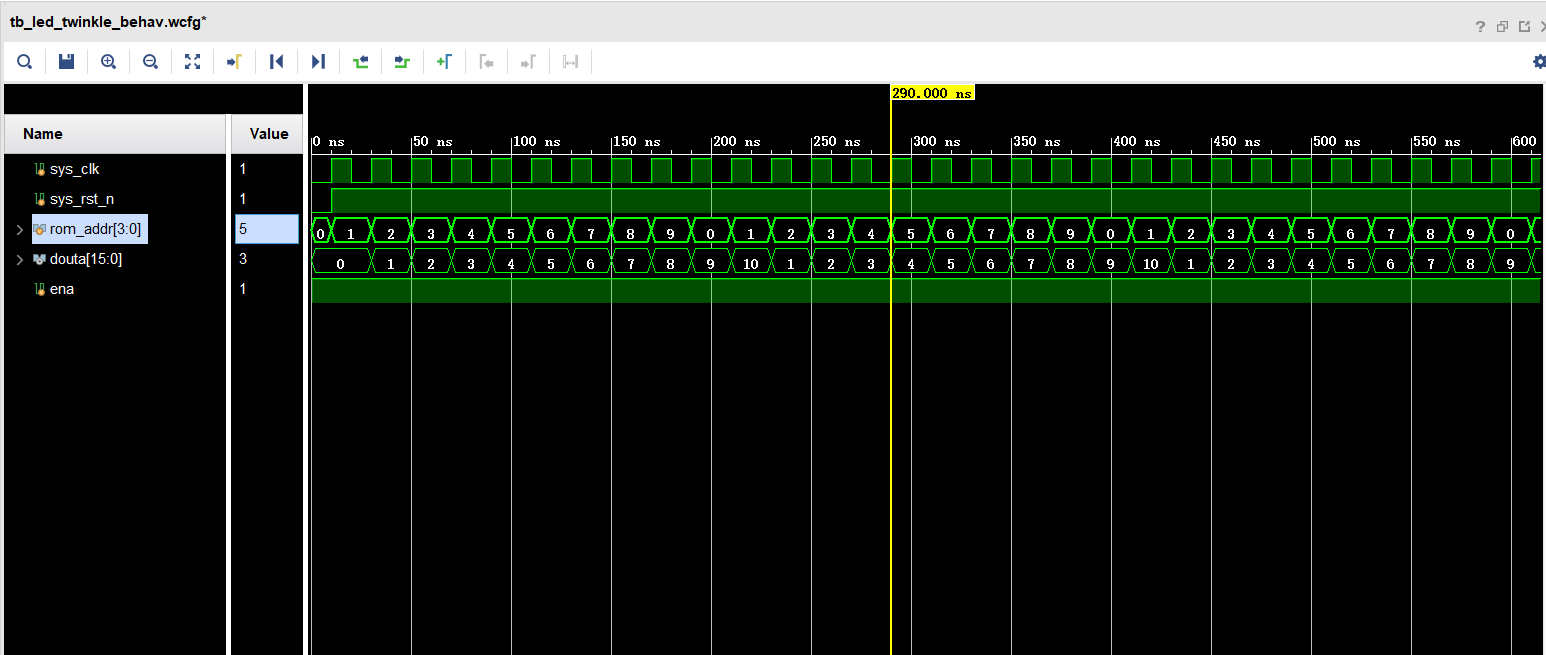 tb_led_twinkle_behav.wcfg*
290.000 ns
Name Value 0 ns 50 ns 100 ns 150 ns 200 ns 250 ns 300 ns 350 ns 400 ns 450 ns 500 ns 550 ns 600
sys_clk 1
sys_rst_n 1
rom_addr[3:0] 5 0 1 2 3 4 5 6 7 8 9 0 1 2 3 4 5 6 7 8 9 0 1 2 3 4 5 6 7 8 9 0
douta[15:0] 3 0 1 2 3 4 5 6 7 8 9 10 1 2 3 4 5 6 7 8 9 10 1 2 3 4 5 6 7 8 9
ena 1